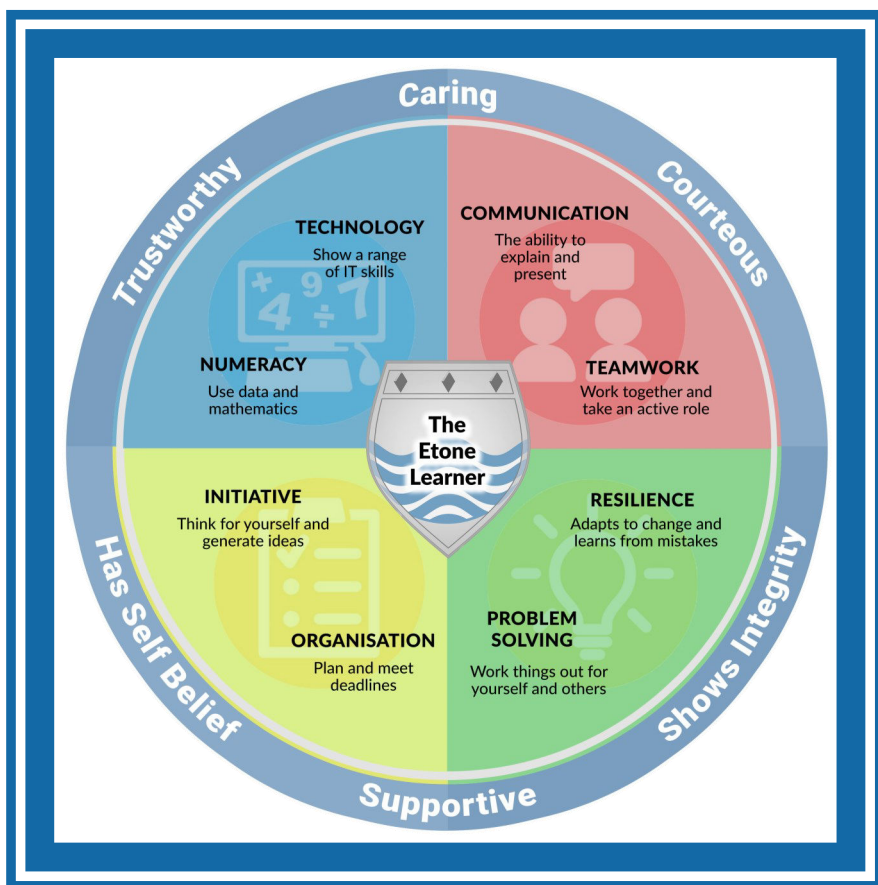 Caring
Courteous
Shows Integrity
Supportive
Has Self Belief
Trustworthy
TECHNOLOGY
Show a range
of IT skills
NUMERACY
Use data and
mathematics
COMMUNICATION
The ability to
explain and
present
TEAMWORK
Work together and
take an active role
The
Etone
Learner
INITIATIVE
Think for yourself and
generate ideas
ORGANISATION
Plan and meet
deadlines
RESILIENCE
Adapts to change and
learns from mistakes
PROBLEM
SOLVING
Work things out for
yourself and others
+ 9 7
4 ÷